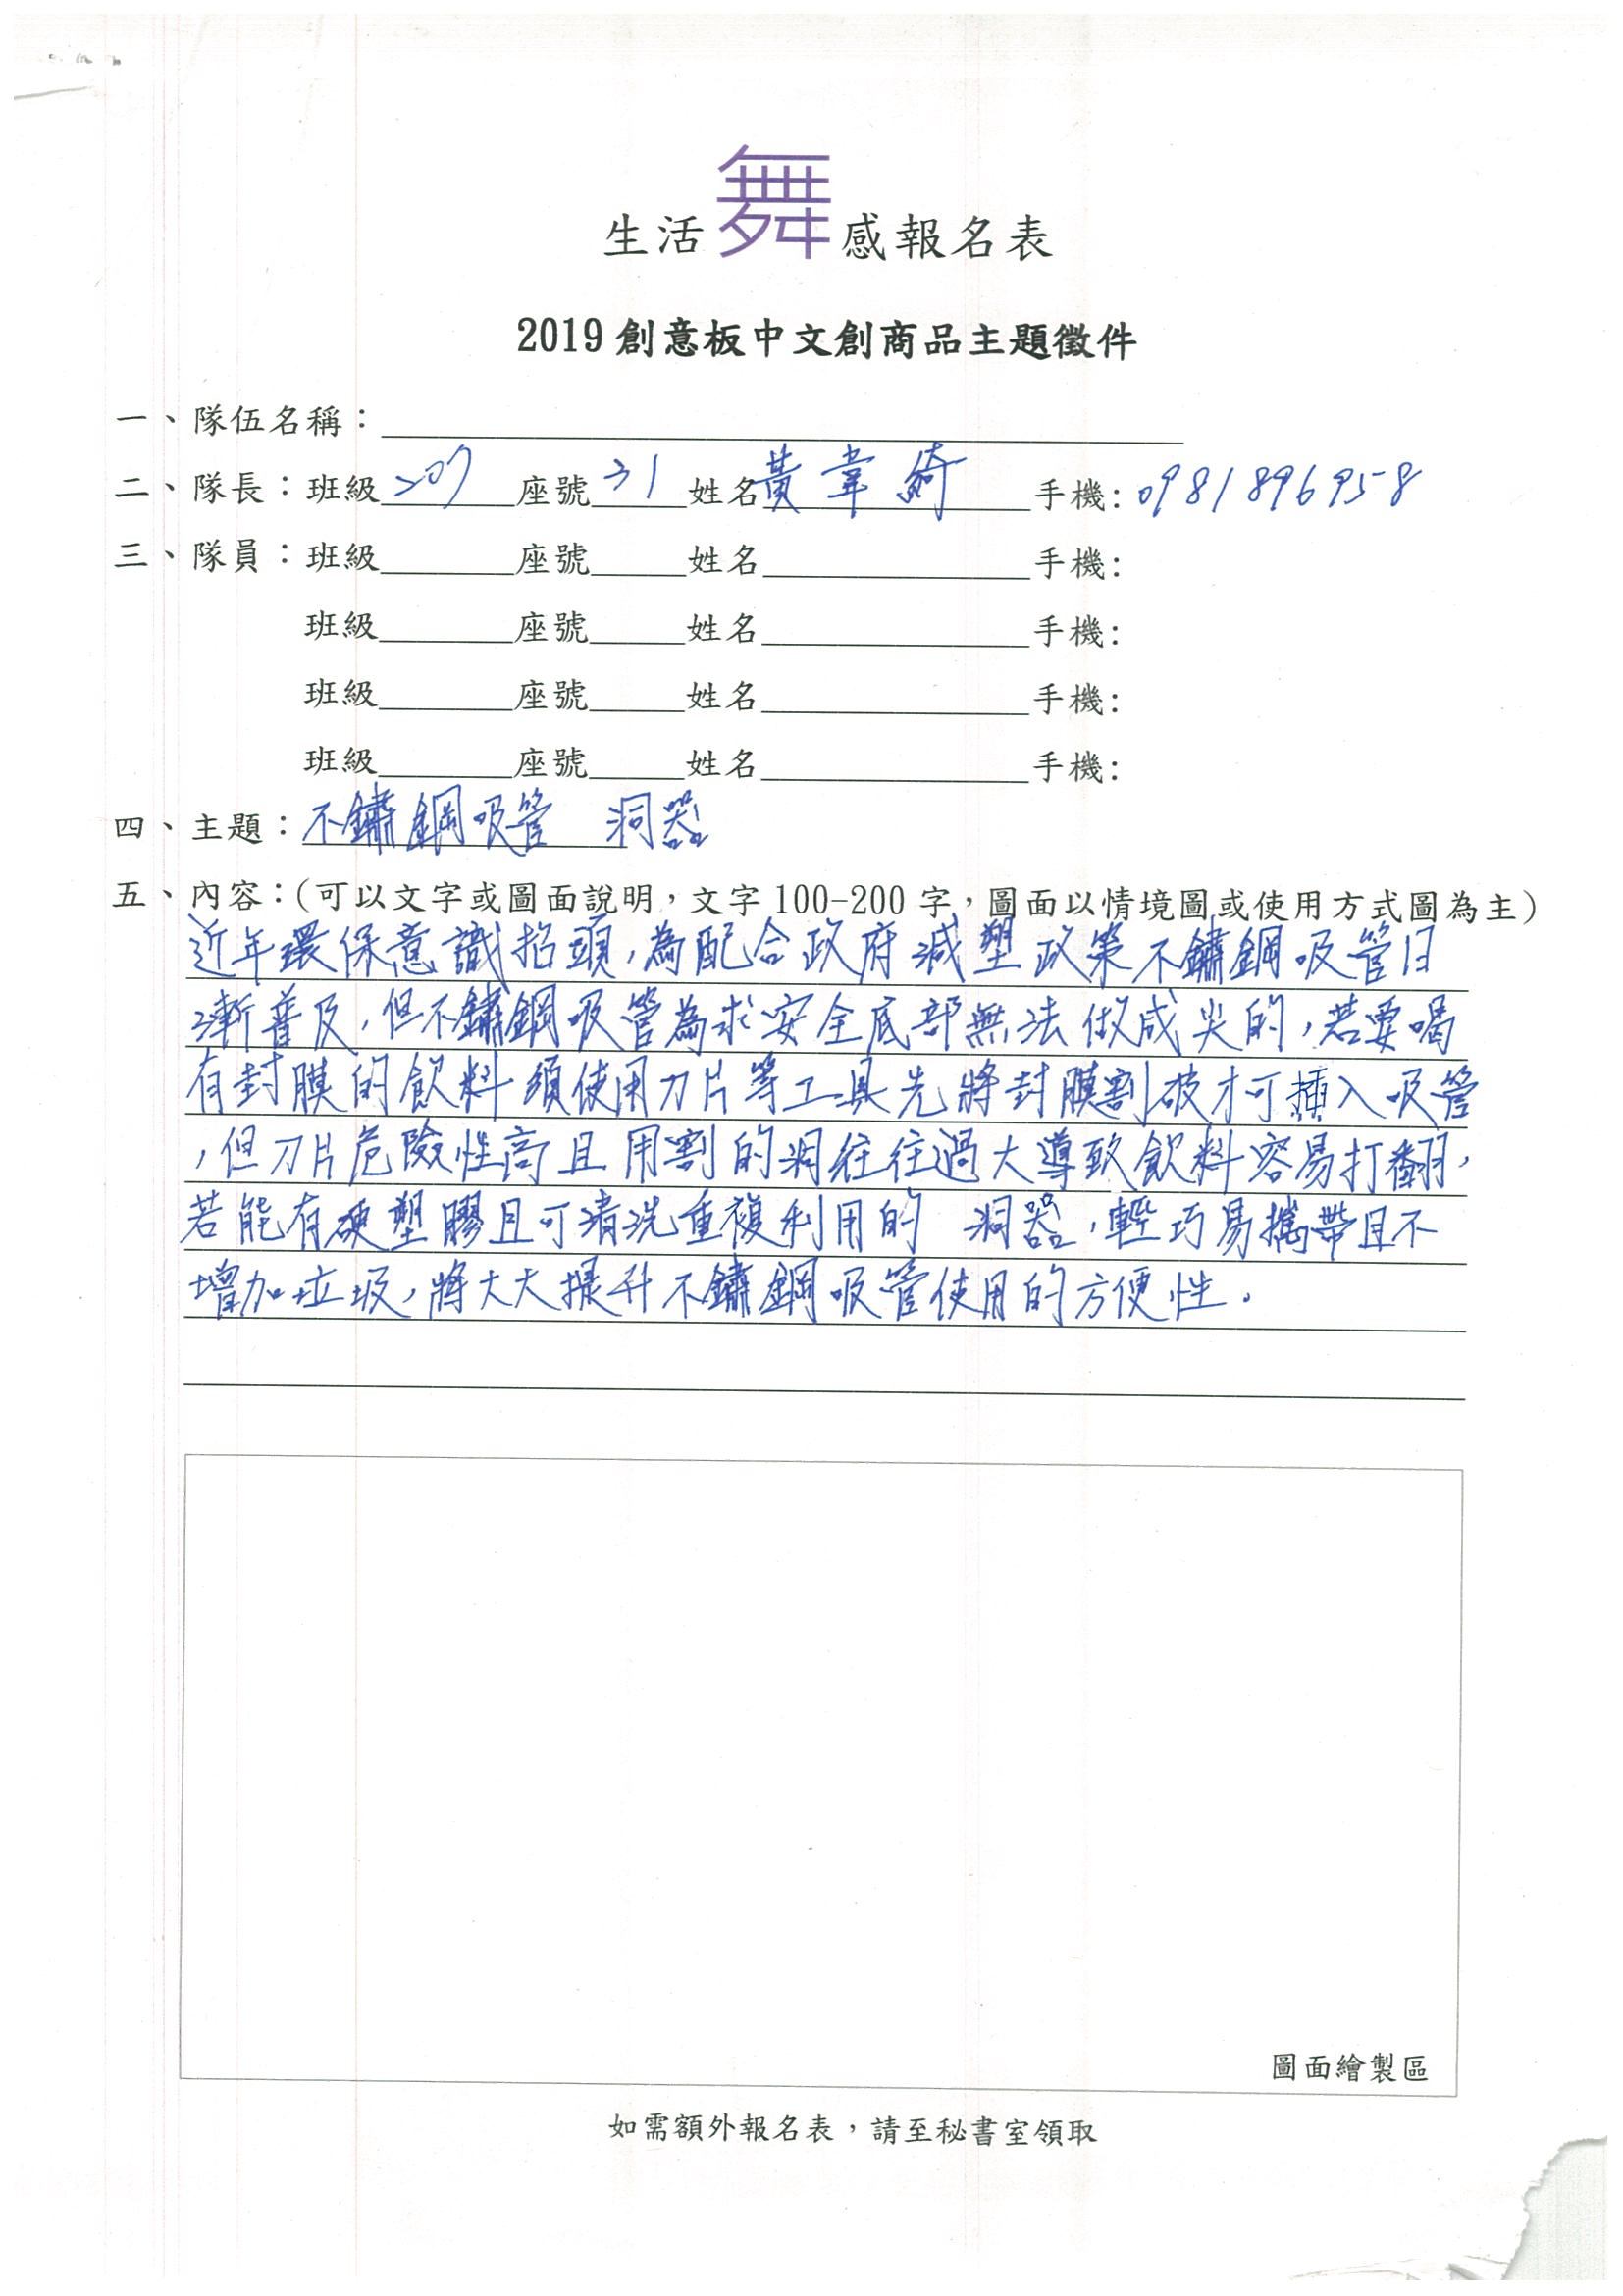 生活舞感報名表
2019 創意板中文創商品主題徵件
一、隊伍名稱：
二、隊長：班級207座號31姓名黃韋綺手機:0981896958
三、隊員：班級 座號 姓名 手機:
班級 座號 姓名 手機:
班級 座號 姓名 手機:
班級 座號 姓名 手機:
四、主題：不鏽鋼吸管 洞器
五、內容：(可以文字或圖面說明，文字 100-200 字，圖面以情境圖或使用方式圖為主)
近年環保意識抬頭，為配合政府減塑政策不鏽鋼吸管日
漸普及，但不鏽鋼吸管為求安全底部無法做成尖的，若要喝
有封膜的飲料須使用刀片等工具先將封膜割破才可插入吸管
，但刀片危險性高且用割的洞往往過大導致飲料容易打翻，
若能有硬塑膠且可清洗重複利用的 洞器，輕巧易攜帶且不
增加垃圾，將大大提升不鏽鋼吸管使用的方便性。
圖面繪製區
如需額外報名表，請至秘書室領取